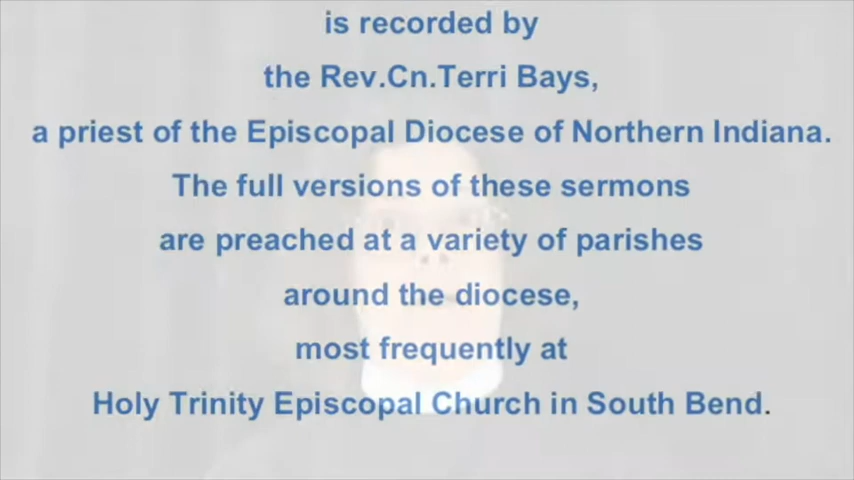 is recorded by
the Rev.Cn.Terri Bays,
a priest of the Episcopal Diocese of Northern Indiana.
The full versions of these sermons
are preached at a variety of parishes
around the diocese,
most frequently at
Holy Trinity Episcopal Church in South Bend.